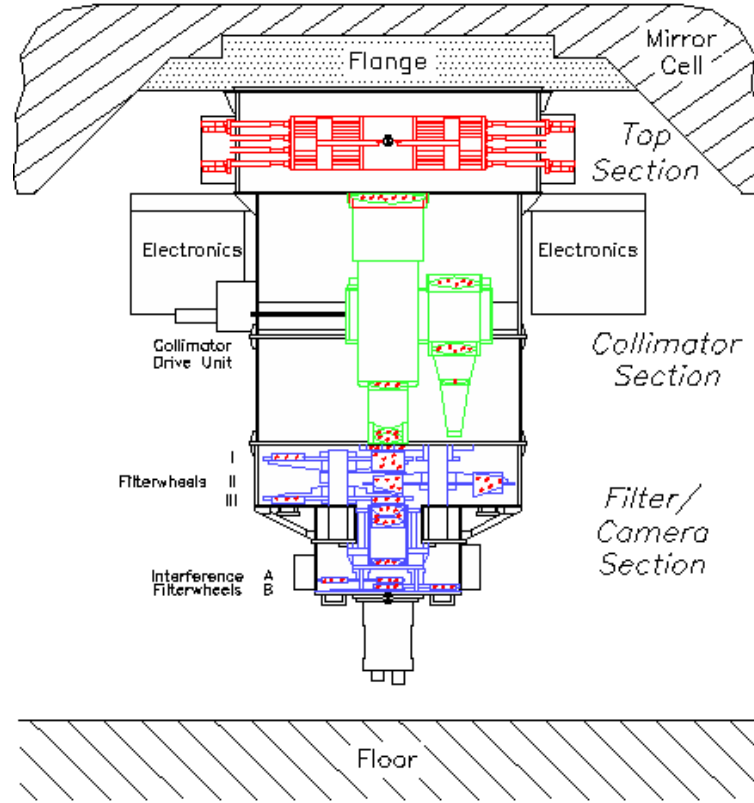 Flange
Mirror
Cell
Top
Section
Electronics
Electronics
Collimator
Drive Unit
Collimator
Section
I
Filterwheels II
III
Filter/
Camera
Section
Interference A
Filterwheels B
Floor